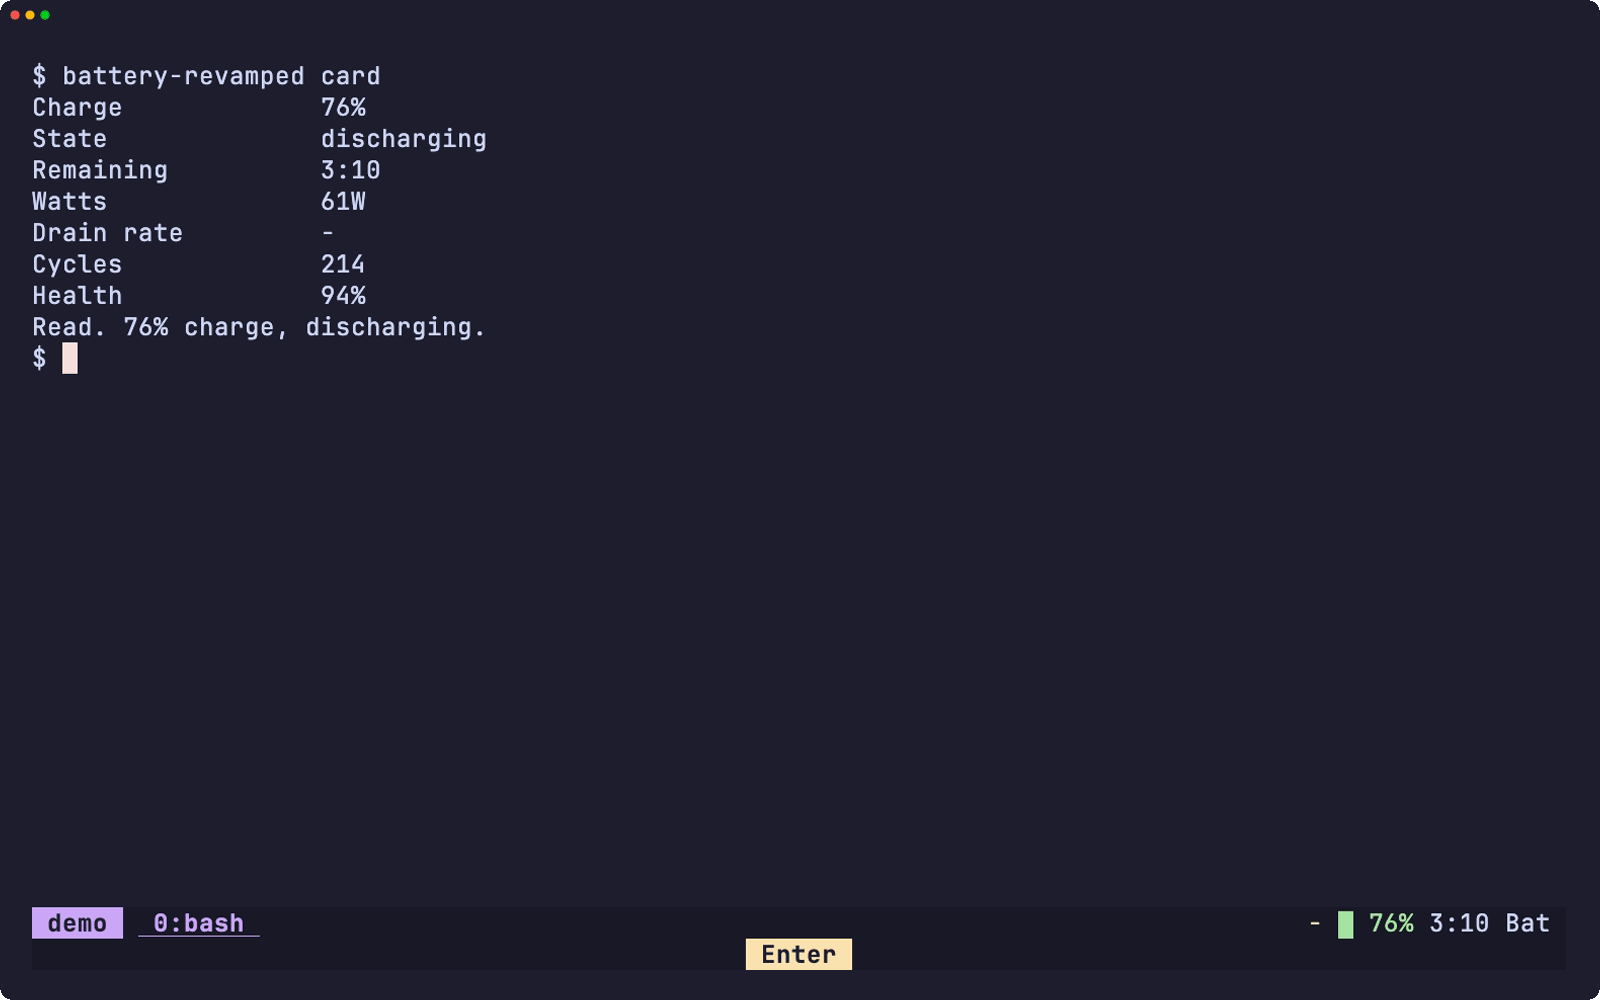 $ battery-revamped card
Charge 76%
State discharging
Remaining 3:10
Watts 61W
Drain rate -
Cycles 214
Health 94%
Read. 76% charge, discharging.
$
demo 0:bash - 76% 3:10 Bat
Enter